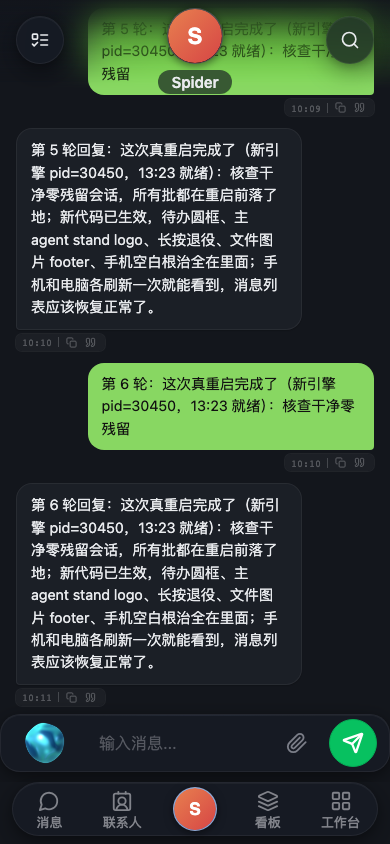 第 5 轮：这次真重启完成了（新引擎
S
pid=30450，13:23 就绪）：核查干净零
残留
Spider
10:09
第 5 轮回复：这次真重启完成了（新引
擎 pid=30450，13:23 就绪）：核查干
净零残留会话，所有批都在重启前落了
地；新代码已生效，待办圆框、主
agent stand logo、长按退役、文件图
片 footer、手机空白根治全在里面；手
机和电脑各刷新一次就能看到，消息列
表应该恢复正常了。
10:10
第 6 轮：这次真重启完成了（新引擎
pid=30450，13:23 就绪）：核查干净零
残留
10:10
第 6 轮回复：这次真重启完成了（新引
擎 pid=30450，13:23 就绪）：核查干
净零残留会话，所有批都在重启前落了
地；新代码已生效，待办圆框、主
agent stand logo、长按退役、文件图
片 footer、手机空白根治全在里面；手
机和电脑各刷新一次就能看到，消息列
表应该恢复正常了。
10:11
输入消息...
消息
联系人
S
看板
工作台